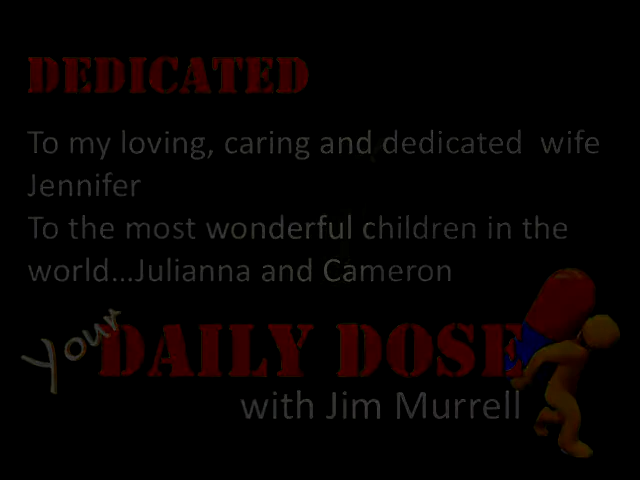 DEDICATED
To my loving, caring and dedicated wife
Jennifer
To the most wonderful children in the
world...Julianna and Cameron
Your DAILY DOSE
with Jim Murrell